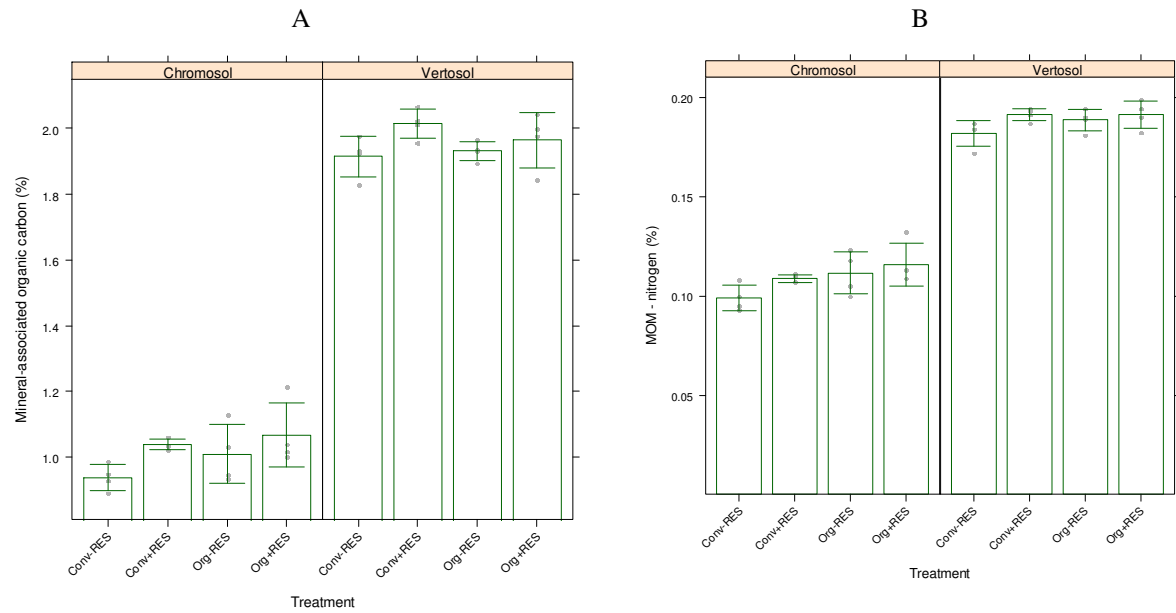 A
Chromosol Vertosol
Mineral-associated organic carbon (%)
2.0
1.8
1.6
1.4
1.2
1.0
Conv-RES Conv+RES Org-RES Org+RES Conv-RES Conv+RES Org-RES Org+RES
Treatment
B
Chromosol Vertosol
MOM - nitrogen (%)
0.20
0.15
0.10
0.05
Conv-RES Conv+RES Org-RES Org+RES Conv-RES Conv+RES Org-RES Org+RES
Treatment